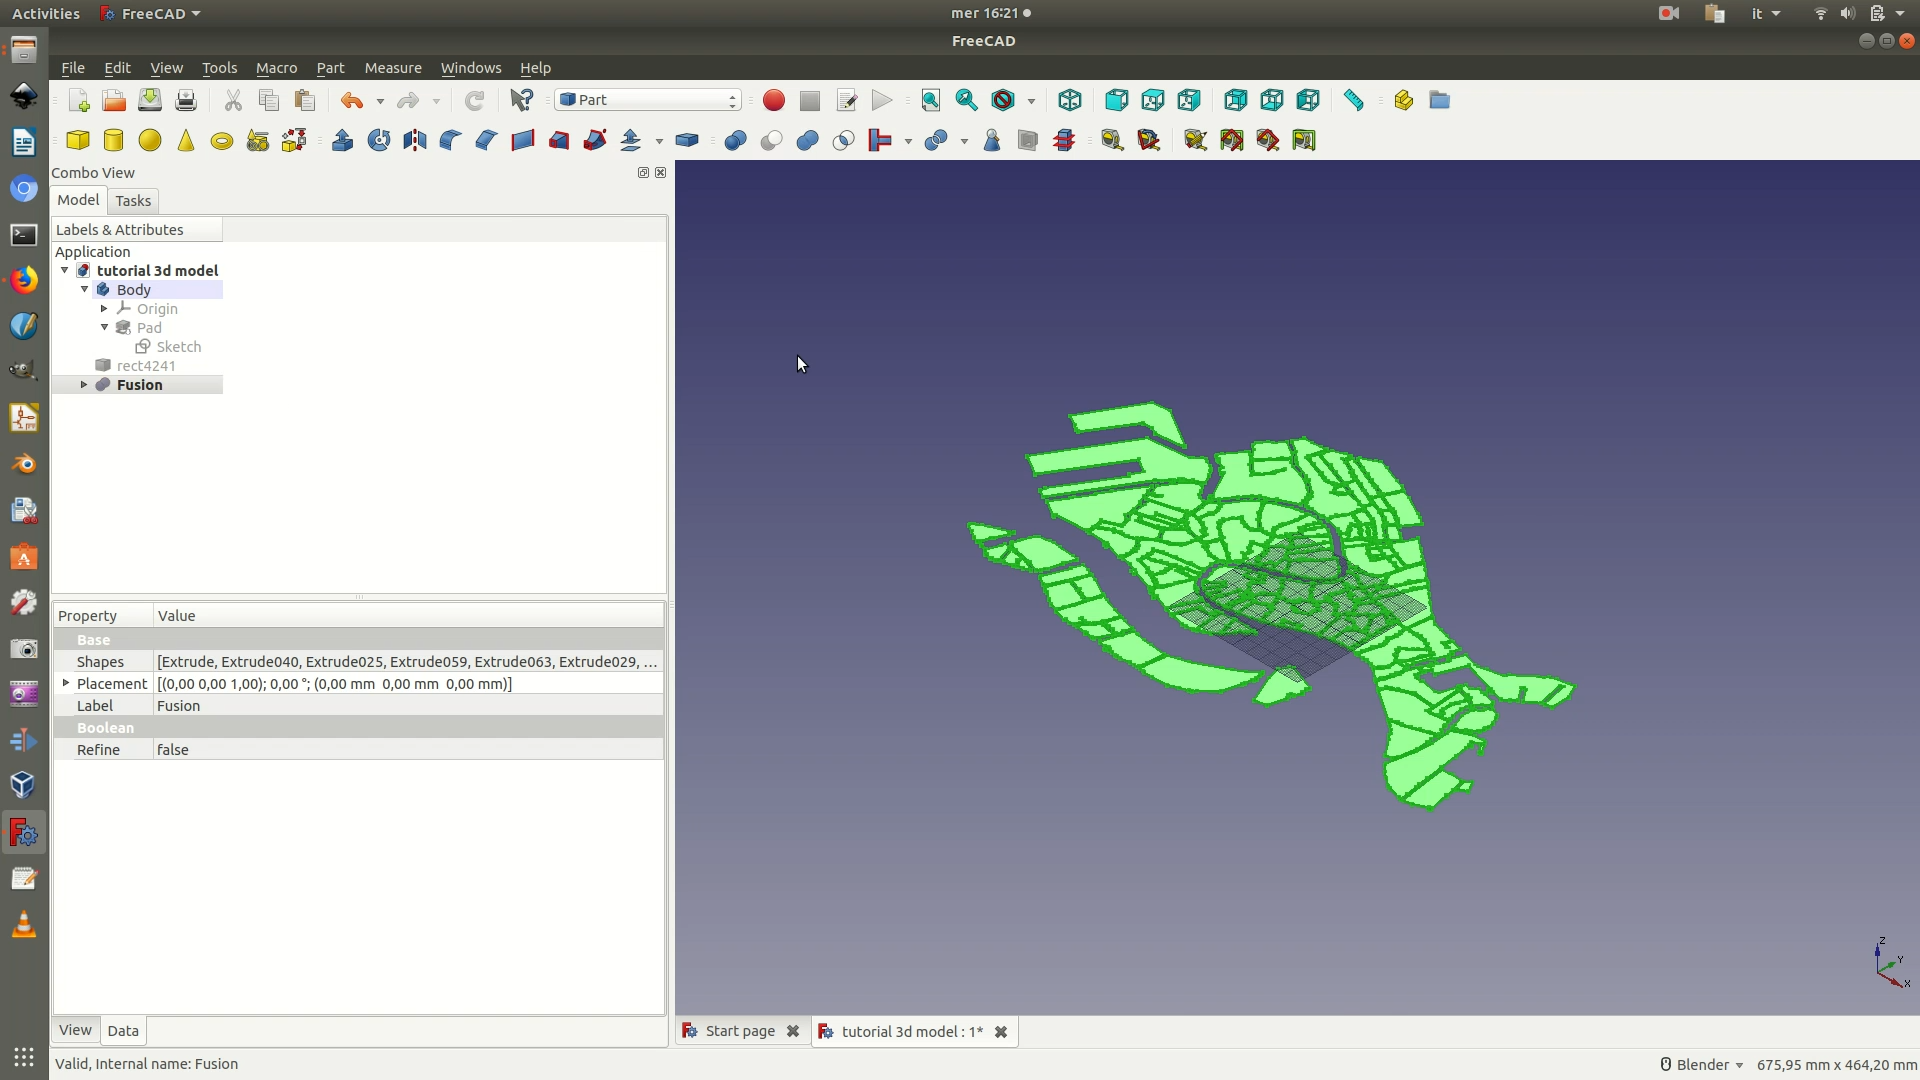 Activities FreeCAD mer 16:21 it
FreeCAD
File Edit View Tools Macro Part Measure Windows Help
Part
Combo View
Model Tasks
Labels & Attributes
Application
tutorial 3d model
Body
Origin
Pad
Sketch
rect4241
Fusion
Property Value
Base
Shapes [Extrude, Extrude040, Extrude025, Extrude059, Extrude063, Extrude029, ...
Placement [(0,00 0,00 1,00); 0,00 °; (0,00 mm 0,00 mm 0,00 mm)]
Label Fusion
Boolean
Refine false
Z
Y
X
View Data
Start page tutorial 3d model : 1*
Valid, Internal name: Fusion Blender 675,95 mm x 464,20 mm